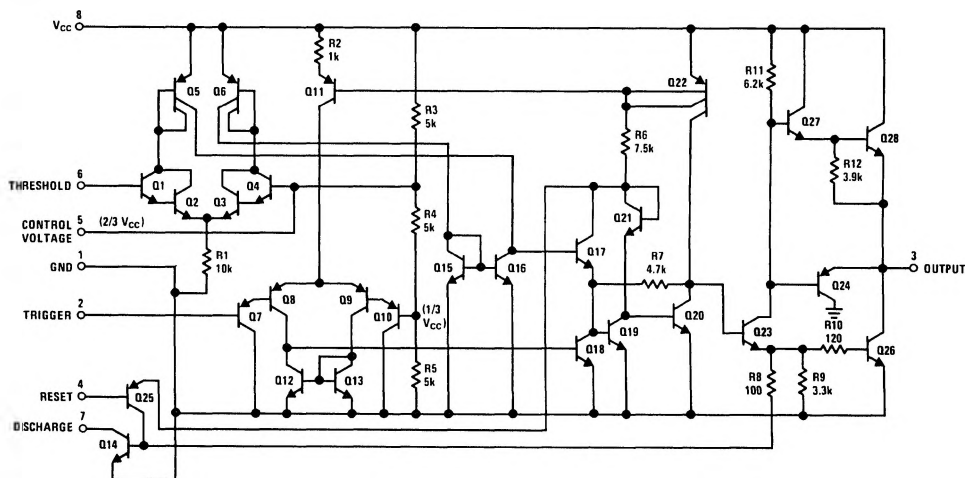 8
VCC
R2
1k
R11
6.2k
Q5
Q6
Q11
Q22
Q27
R3
5k
R6
7.5k
Q28
R12
3.9k
6
THRESHOLD
Q1
Q2
Q3
Q4
5
(2/3 VCC)
CONTROL
VOLTAGE
R4
5k
Q21
Q17
1
GND
R1
10k
Q15
Q16
R7
4.7k
3
OUTPUT
Q24
2
TRIGGER
Q7
Q8
Q9
Q10
(1/3
VCC)
Q18
Q19
Q20
Q23
R10
120
Q26
R5
5k
R8
100
R9
3.3k
4
RESET
Q25
Q12
Q13
7
DISCHARGE
Q14